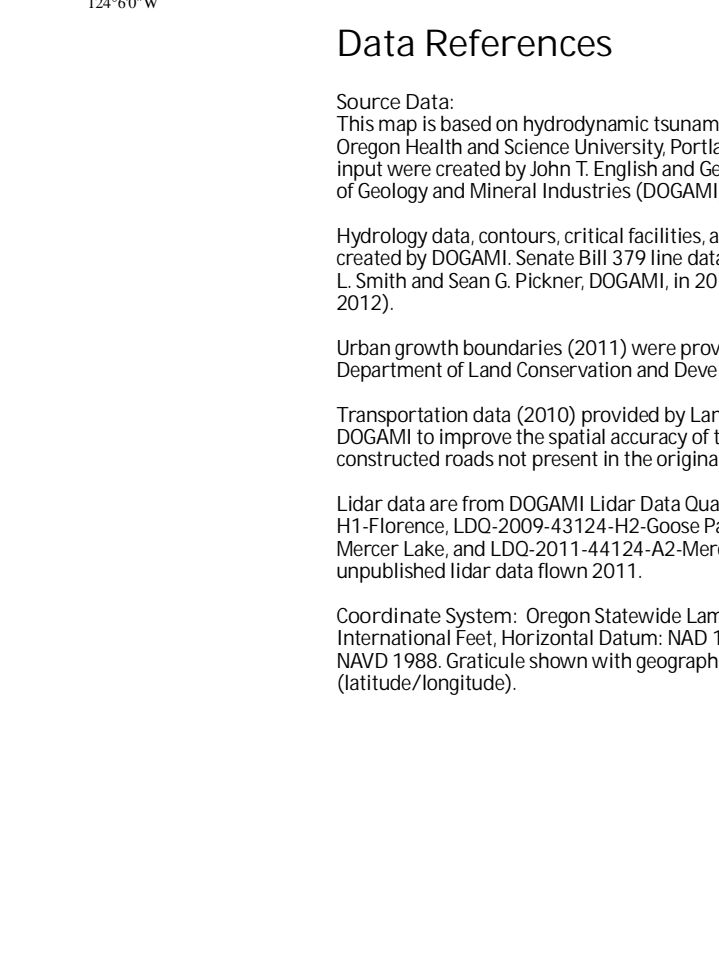 124°6'0"W
Data References
Source Data:
This map is based on hydrodynamic tsunam
Oregon Health and Science University, Portla
input were created by John T. English and Ge
of Geology and Mineral Industries (DOGAMI
Hydrology data, contours, critical facilities, a
created by DOGAMI. Senate Bill 379 line data
L. Smith and Sean G. Pickner, DOGAMI, in 20
2012).
Urban growth boundaries (2011) were prov
Department of Land Conservation and Deve
Transportation data (2010) provided by Lan
DOGAMI to improve the spatial accuracy of t
constructed roads not present in the origina
Lidar data are from DOGAMI Lidar Data Qua
H1-Florence, LDQ-2009-43124-H2-Goose Pa
Mercer Lake, and LDQ-2011-44124-A2-Merc
unpublished lidar data flown 2011.
Coordinate System: Oregon Statewide Lam
International Feet, Horizontal Datum: NAD 1
NAVD 1988. Graticule shown with geograph
(latitude/longitude).